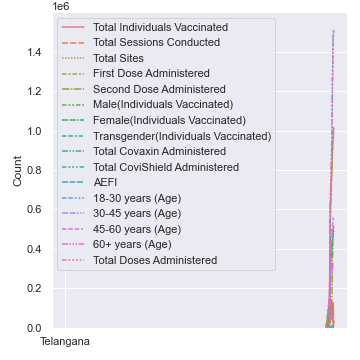 1e6
Total Individuals Vaccinated
Total Sessions Conducted
Total Sites
First Dose Administered
Second Dose Administered
Male(Individuals Vaccinated)
Female(Individuals Vaccinated)
Transgender(Individuals Vaccinated)
Total Covaxin Administered
Total CoviShield Administered
AEFI
18-30 years (Age)
30-45 years (Age)
45-60 years (Age)
60+ years (Age)
Total Doses Administered
1.4
1.2
1.0
0.8
0.6
0.4
0.2
0.0
Count
Telangana